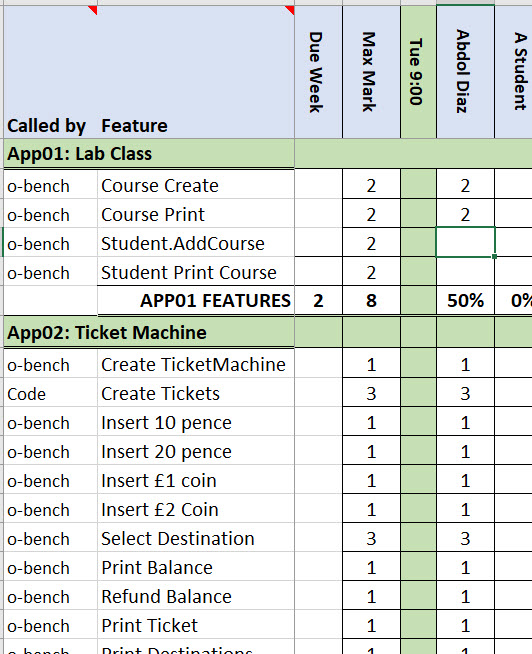 Called by Feature Due Week Max Mark Tue 9:00 Abdol Diaz A Student
App01: Lab Class
o-bench Course Create 2 2
o-bench Course Print 2 2
o-bench Student.AddCourse 2
o-bench Student Print Course 2
APP01 FEATURES 2 8 50% 0%
App02: Ticket Machine
o-bench Create TicketMachine 1 1
Code Create Tickets 3 3
o-bench Insert 10 pence 1 1
o-bench Insert 20 pence 1 1
o-bench Insert £1 coin 1 1
o-bench Insert £2 Coin 1 1
o-bench Select Destination 3 3
o-bench Print Balance 1 1
o-bench Refund Balance 1 1
o-bench Print Ticket 1 1
o-bench Print Destinations 1 1